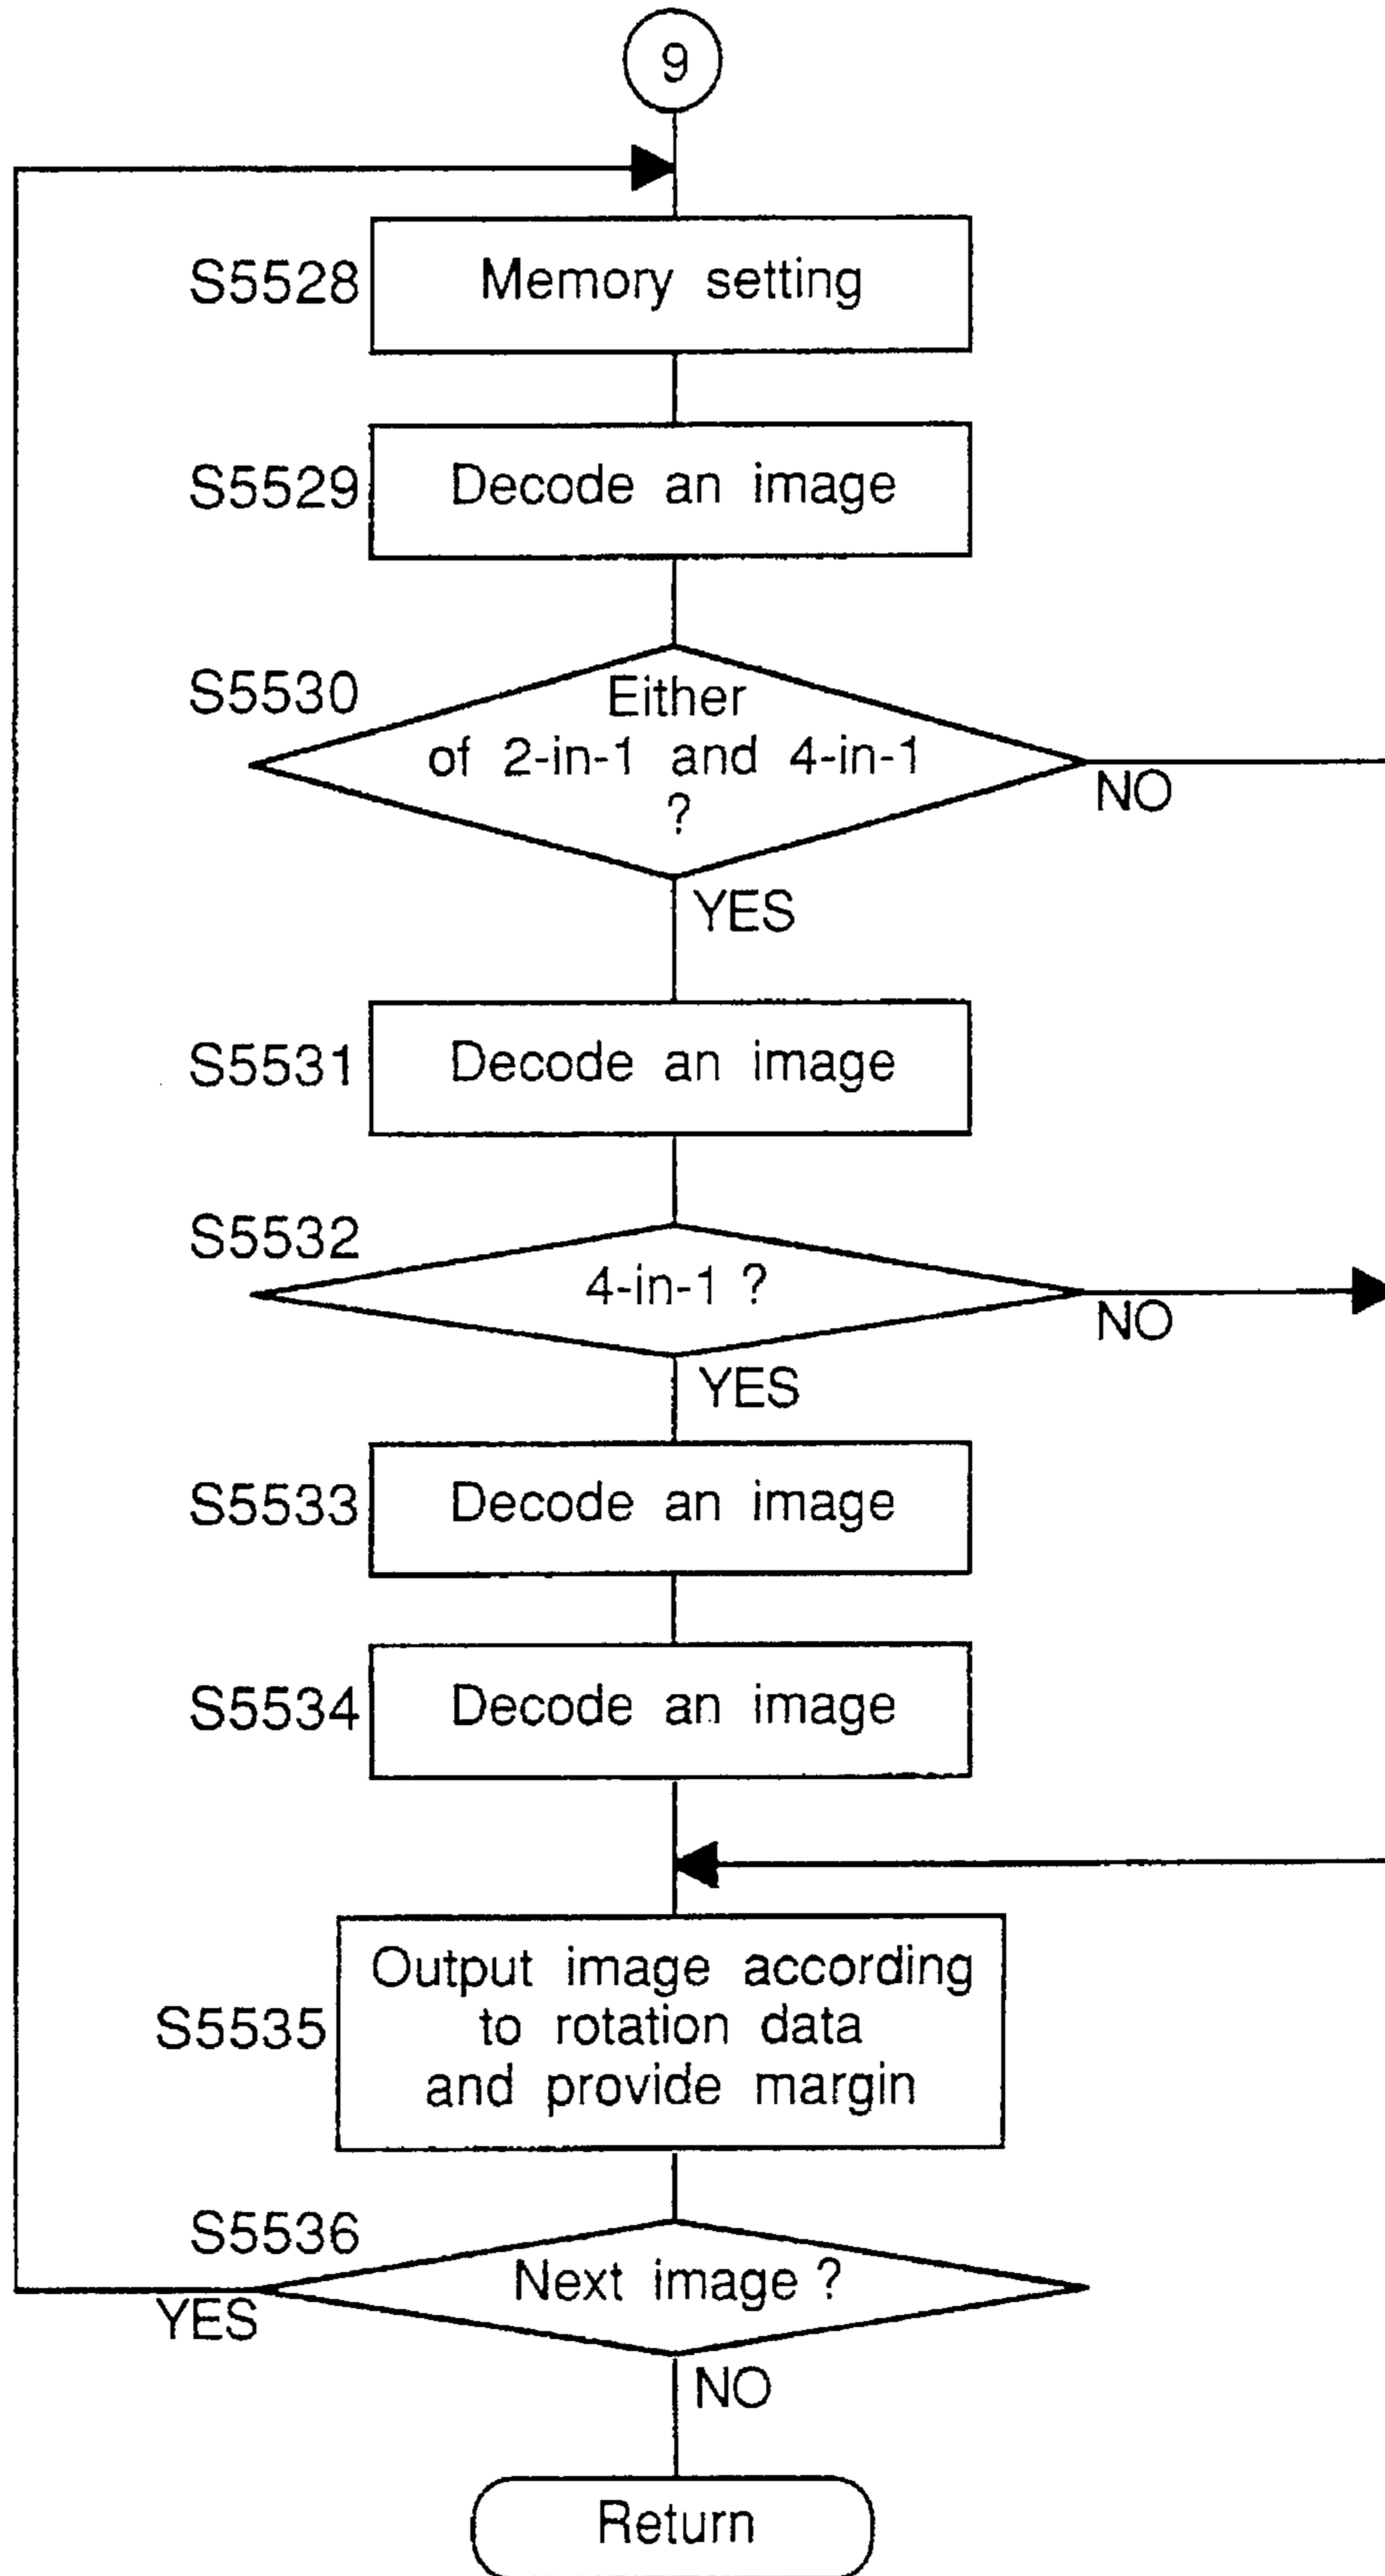 9
S5528
Memory setting
S5529
Decode an image
S5530
Either
of 2-in-1 and 4-in-1
?
NO
YES
S5531
Decode an image
S5532
4-in-1 ?
NO
YES
S5533
Decode an image
S5534
Decode an image
S5535
Output image according
to rotation data
and provide margin
S5536
Next image ?
YES
NO
Return